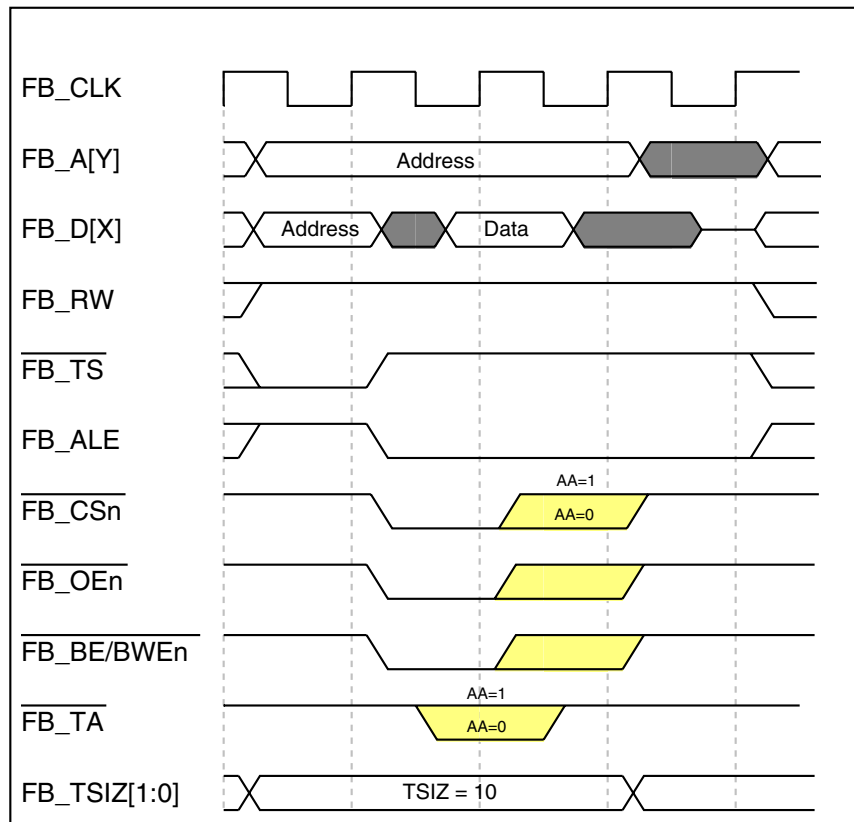 FB_CLK
FB_A[Y]
Address
FB_D[X]
Address
Data
FB_RW
FB_TS
FB_ALE
AA=1
FB_CSn
AA=0
FB_OEn
FB_BE/BWEn
AA=1
FB_TA
AA=0
FB_TSIZ[1:0]
TSIZ = 10